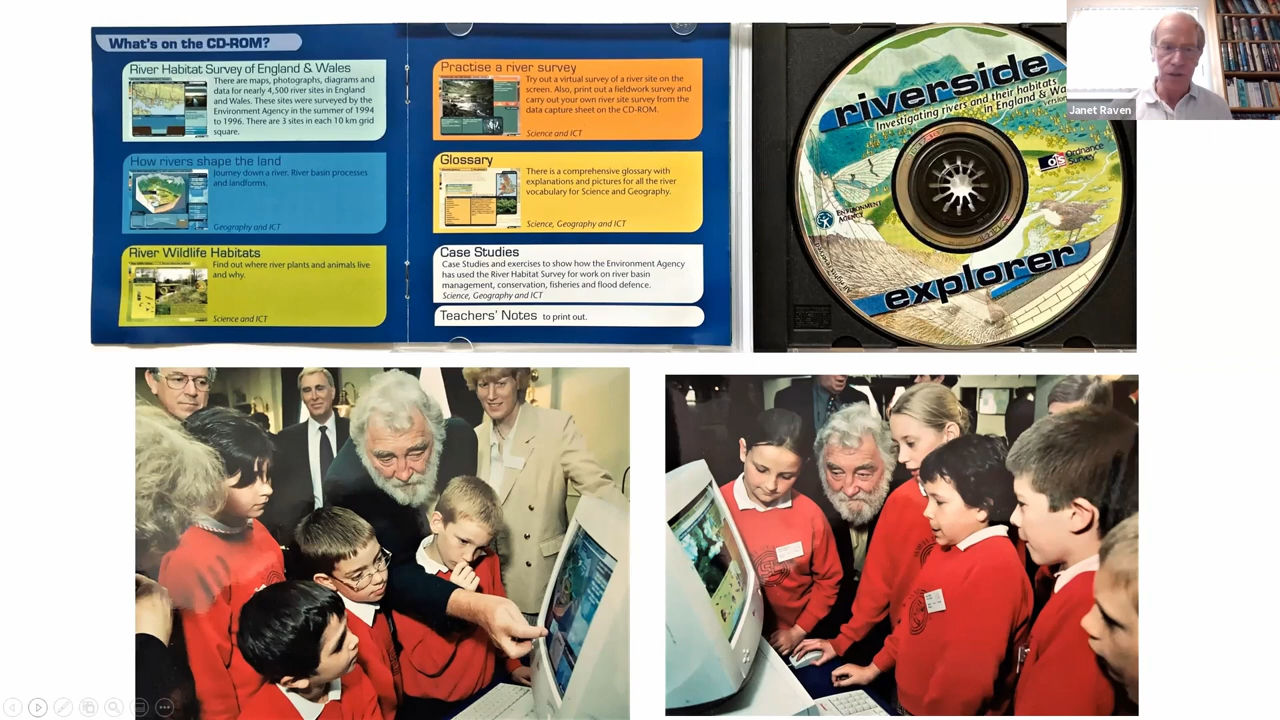 What's on the CD-ROM?
River Habitat Survey of England & Wales
There are maps, photographs, diagrams and
data for nearly 4,500 river sites in England
and Wales. These sites were surveyed by the
Environment Agency in the summer of 1994
to 1996. There are 3 sites in each 10 km grid
square.
How rivers shape the land
Journey down a river. River basin processes
and landforms.
Geography and ICT
River Wildlife Habitats
Find out where river plants and animals live
and why.
Science and ICT
Practise a river survey
Try out a virtual survey of a river site on the
screen. Also, print out a fieldwork survey and
carry out your own river site survey from the
data capture sheet on the CD-ROM.
Science and ICT
Glossary
There is a comprehensive glossary with
explanations and pictures for all the river
vocabulary for Science and Geography.
Science, Geography and ICT
Case Studies
Case Studies and exercises to show how the Environment Agency
has used the River Habitat Survey for work on river basin
management, conservation, fisheries and flood defence.
Science, Geography and ICT
Teachers' Notes to print out.
riverside
Investigating rivers and their habitats
in England & Wa
version
OS Ordnance
Survey
ENVIRONMENT
AGENCY
explorer
Janet Raven